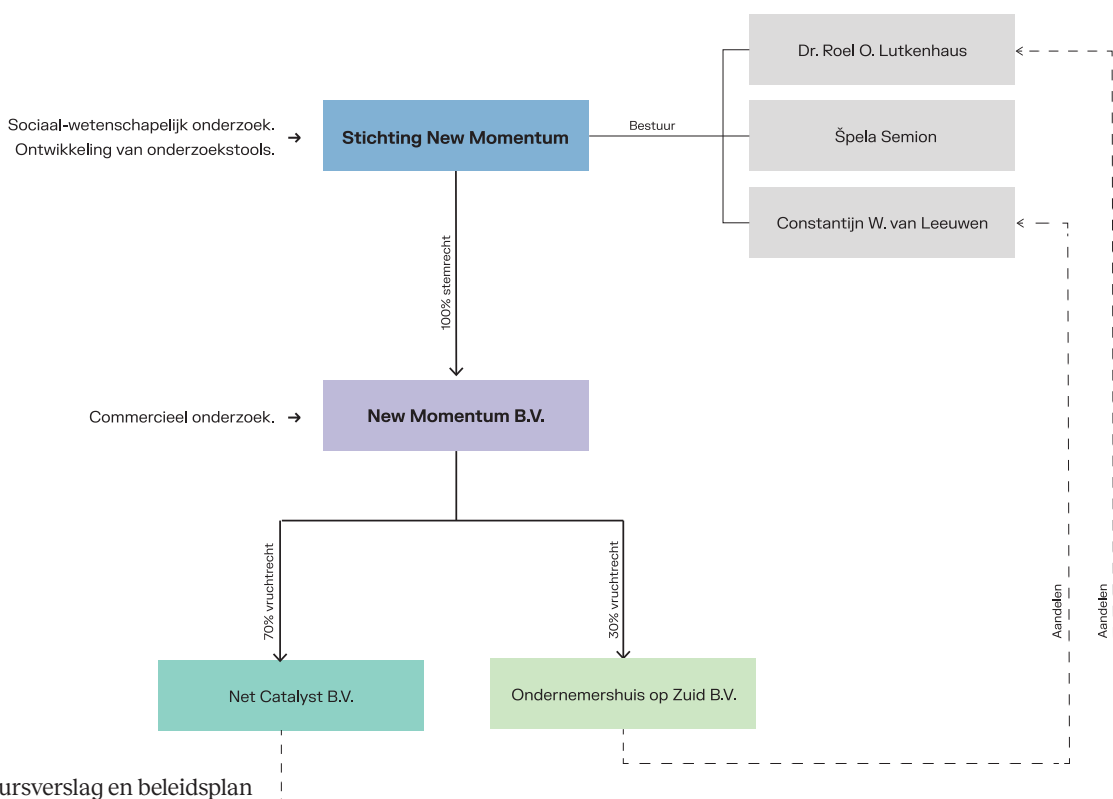 Dr. Roel O. Lutkenhaus
Sociaal-wetenschapelijk onderzoek. →
Ontwikkeling van onderzoekstools.
Stichting New Momentum
Bestuur
Špela Semion
Constantijn W. van Leeuwen
100% stemrecht
Commercieel onderzoek. →
New Momentum B.V.
70% vruchtrecht
30% vruchtrecht
Aandelen
Aandelen
Net Catalyst B.V.
Ondernemershuis op Zuid B.V.
ursverslag en beleidsplan